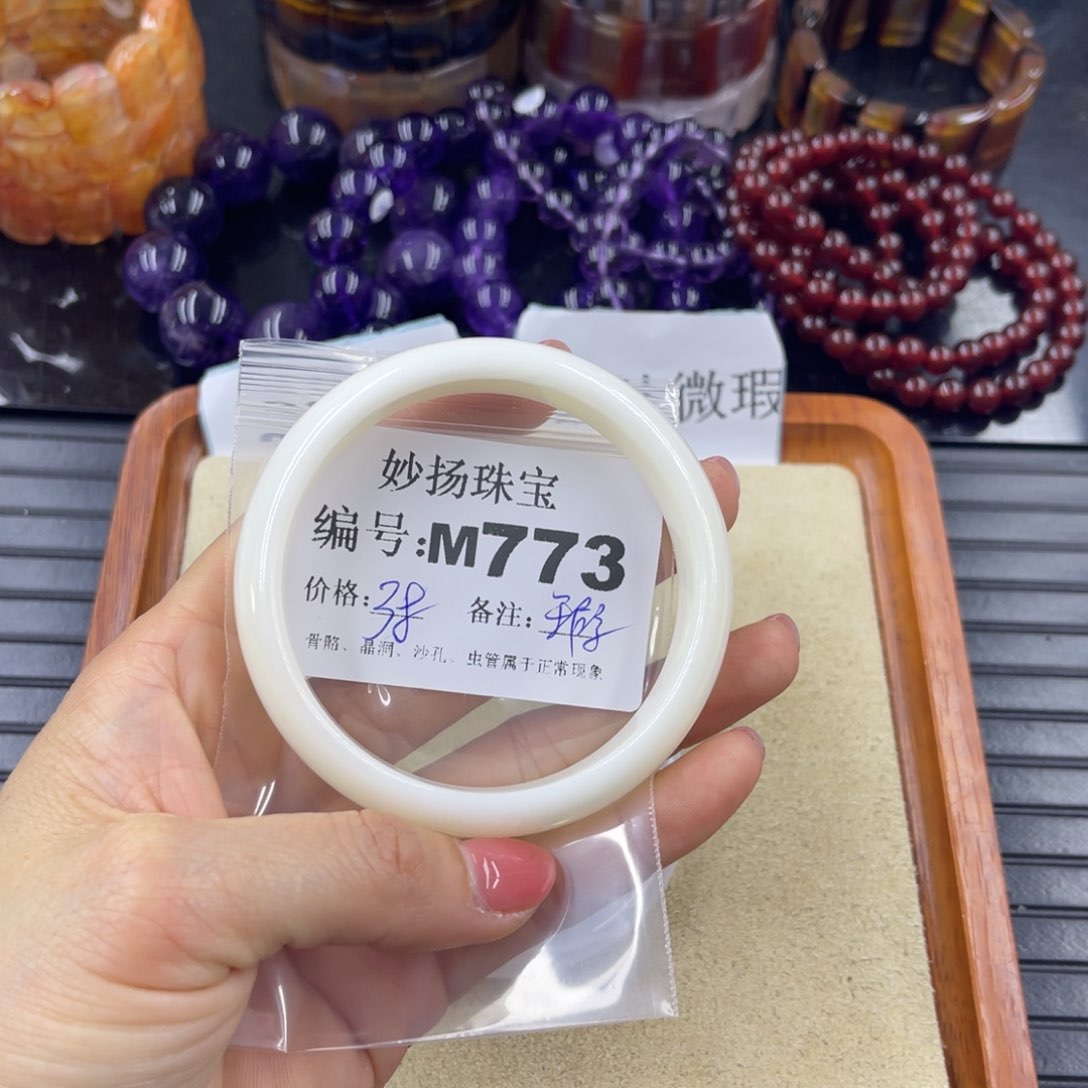 微瑕
妙扬珠宝
编号:M773
价格:38 备注:
骨骼、晶洞、沙孔、虫管属于正常现象